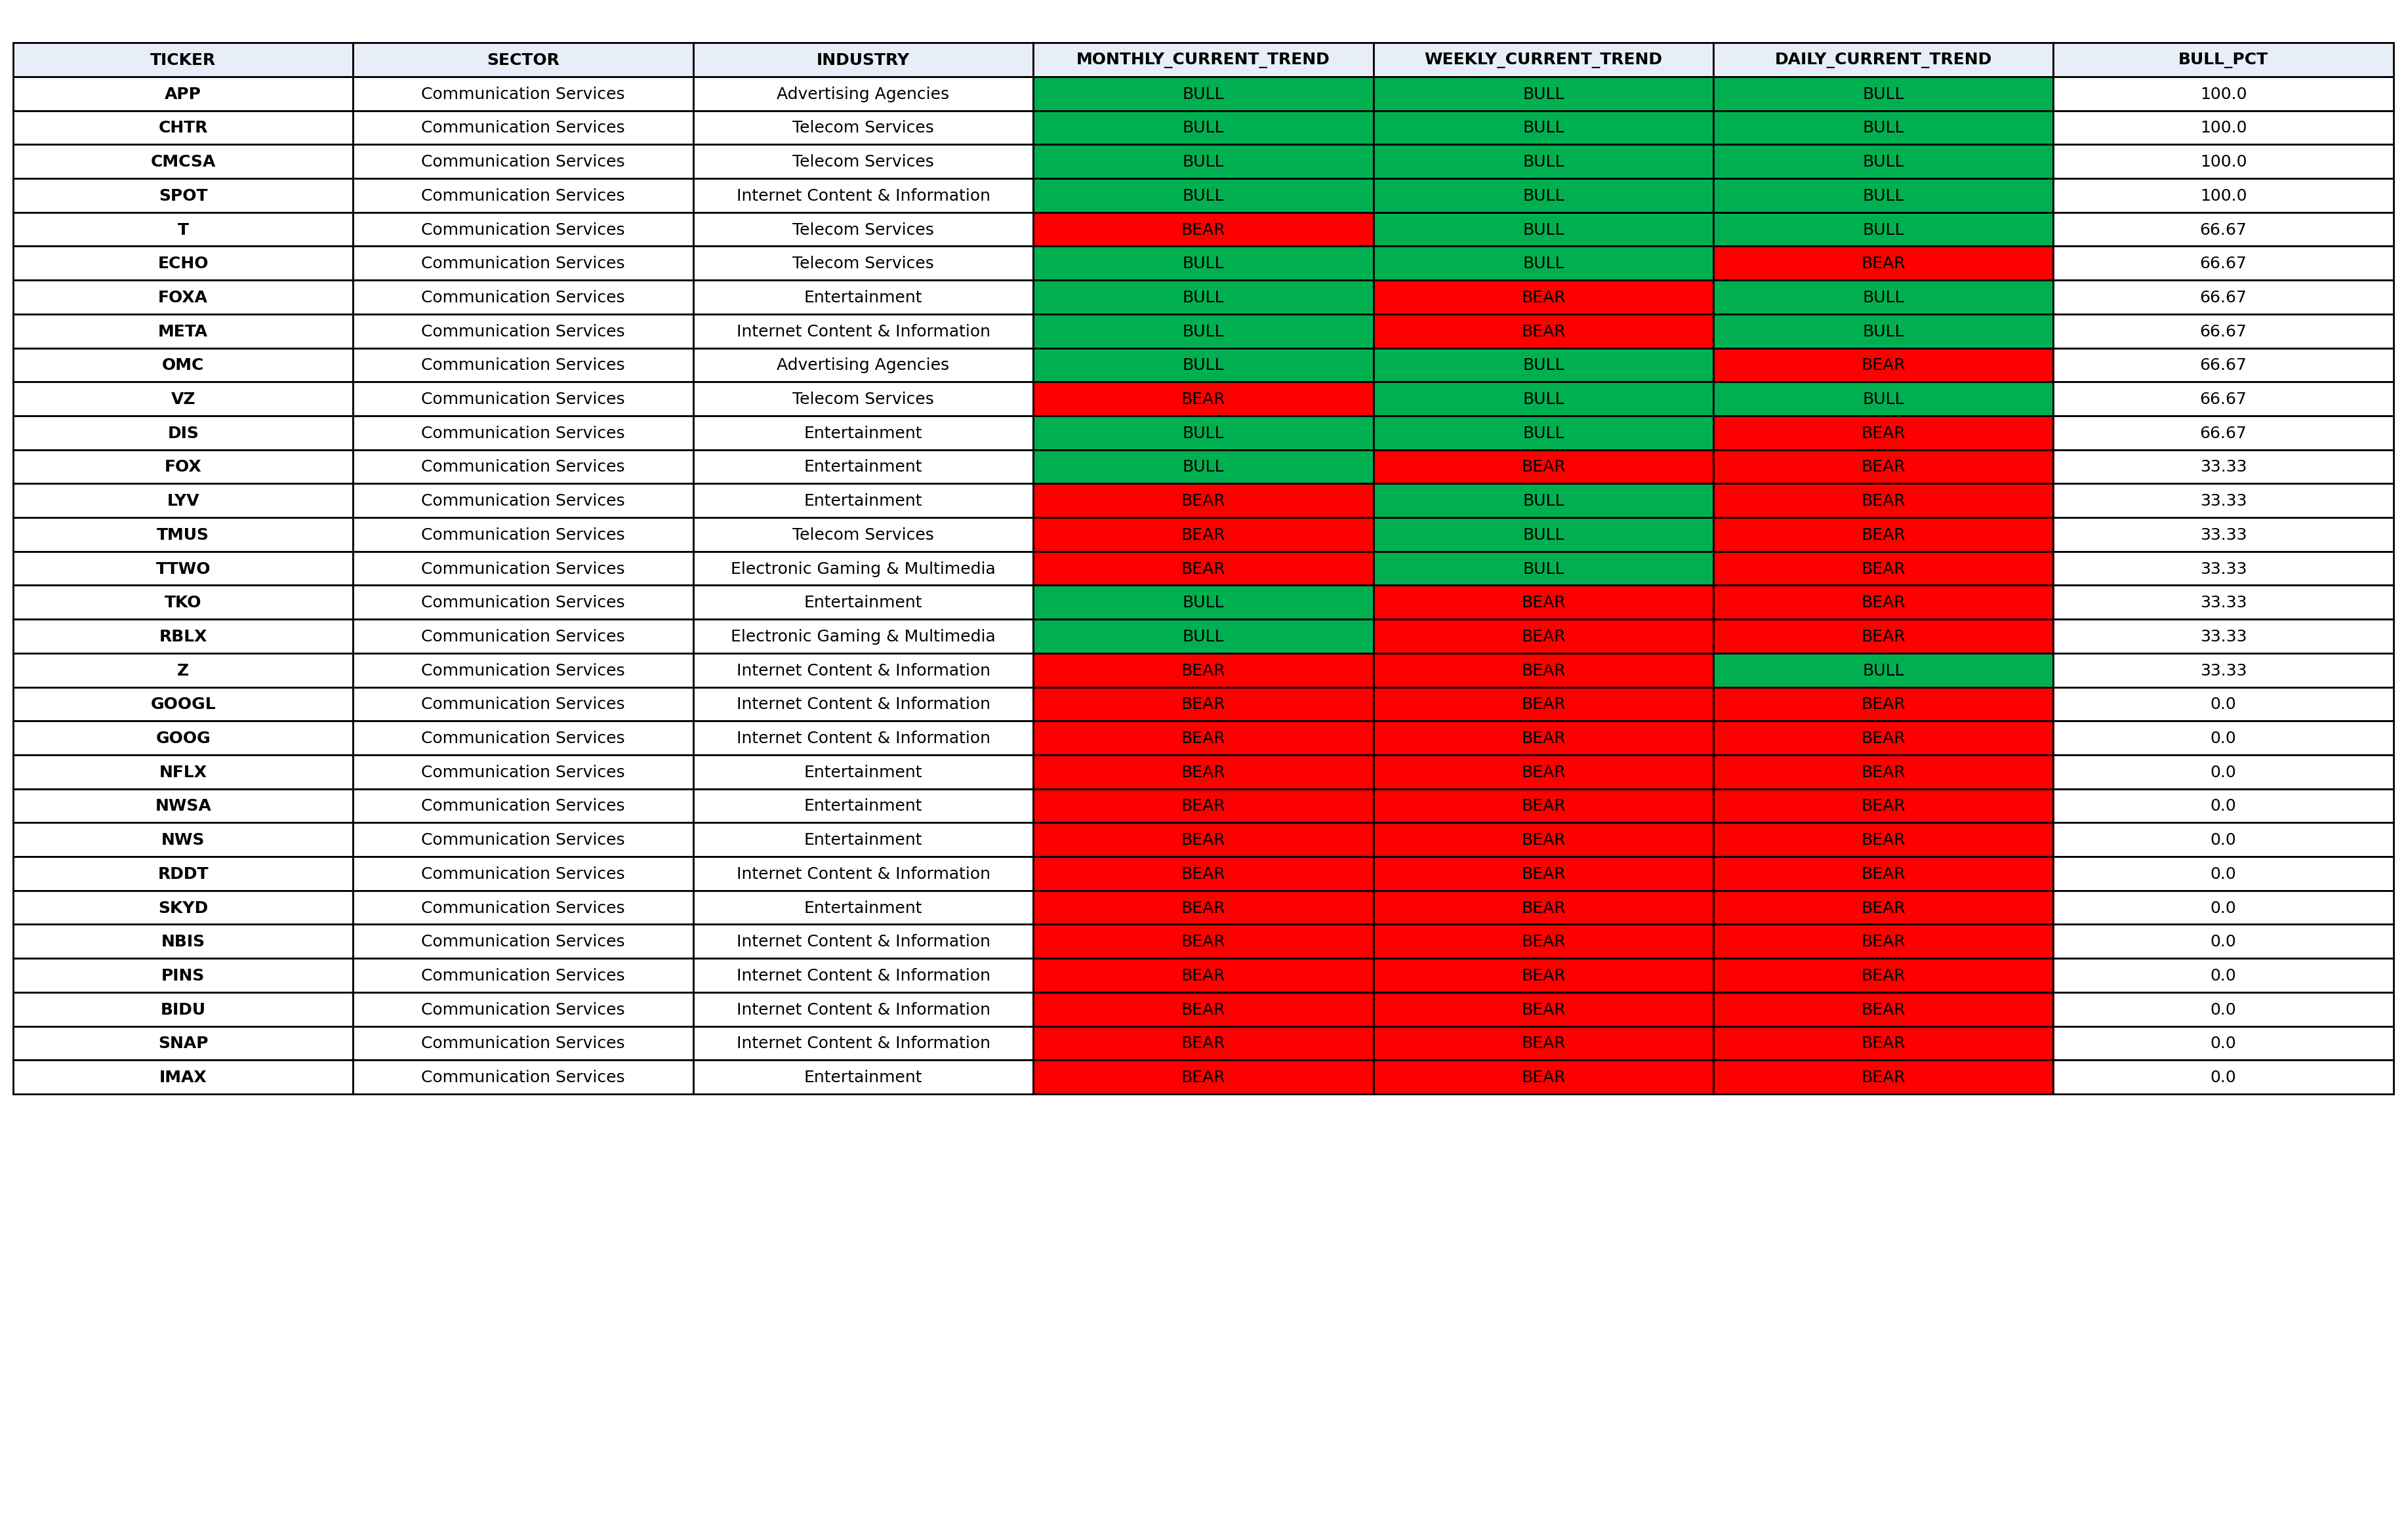 TICKER SECTOR INDUSTRY MONTHLY_CURRENT_TREND WEEKLY_CURRENT_TREND DAILY_CURRENT_TREND BULL_PCT
APP Communication Services Advertising Agencies BULL BULL BULL 100.0
CHTR Communication Services Telecom Services BULL BULL BULL 100.0
CMCSA Communication Services Telecom Services BULL BULL BULL 100.0
SPOT Communication Services Internet Content & Information BULL BULL BULL 100.0
T Communication Services Telecom Services BEAR BULL BULL 66.67
ECHO Communication Services Telecom Services BULL BULL BEAR 66.67
FOXA Communication Services Entertainment BULL BEAR BULL 66.67
META Communication Services Internet Content & Information BULL BEAR BULL 66.67
OMC Communication Services Advertising Agencies BULL BULL BEAR 66.67
VZ Communication Services Telecom Services BEAR BULL BULL 66.67
DIS Communication Services Entertainment BULL BULL BEAR 66.67
FOX Communication Services Entertainment BULL BEAR BEAR 33.33
LYV Communication Services Entertainment BEAR BULL BEAR 33.33
TMUS Communication Services Telecom Services BEAR BULL BEAR 33.33
TTWO Communication Services Electronic Gaming & Multimedia BEAR BULL BEAR 33.33
TKO Communication Services Entertainment BULL BEAR BEAR 33.33
RBLX Communication Services Electronic Gaming & Multimedia BULL BEAR BEAR 33.33
Z Communication Services Internet Content & Information BEAR BEAR BULL 33.33
GOOGL Communication Services Internet Content & Information BEAR BEAR BEAR 0.0
GOOG Communication Services Internet Content & Information BEAR BEAR BEAR 0.0
NFLX Communication Services Entertainment BEAR BEAR BEAR 0.0
NWSA Communication Services Entertainment BEAR BEAR BEAR 0.0
NWS Communication Services Entertainment BEAR BEAR BEAR 0.0
RDDT Communication Services Internet Content & Information BEAR BEAR BEAR 0.0
SKYD Communication Services Entertainment BEAR BEAR BEAR 0.0
NBIS Communication Services Internet Content & Information BEAR BEAR BEAR 0.0
PINS Communication Services Internet Content & Information BEAR BEAR BEAR 0.0
BIDU Communication Services Internet Content & Information BEAR BEAR BEAR 0.0
SNAP Communication Services Internet Content & Information BEAR BEAR BEAR 0.0
IMAX Communication Services Entertainment BEAR BEAR BEAR 0.0